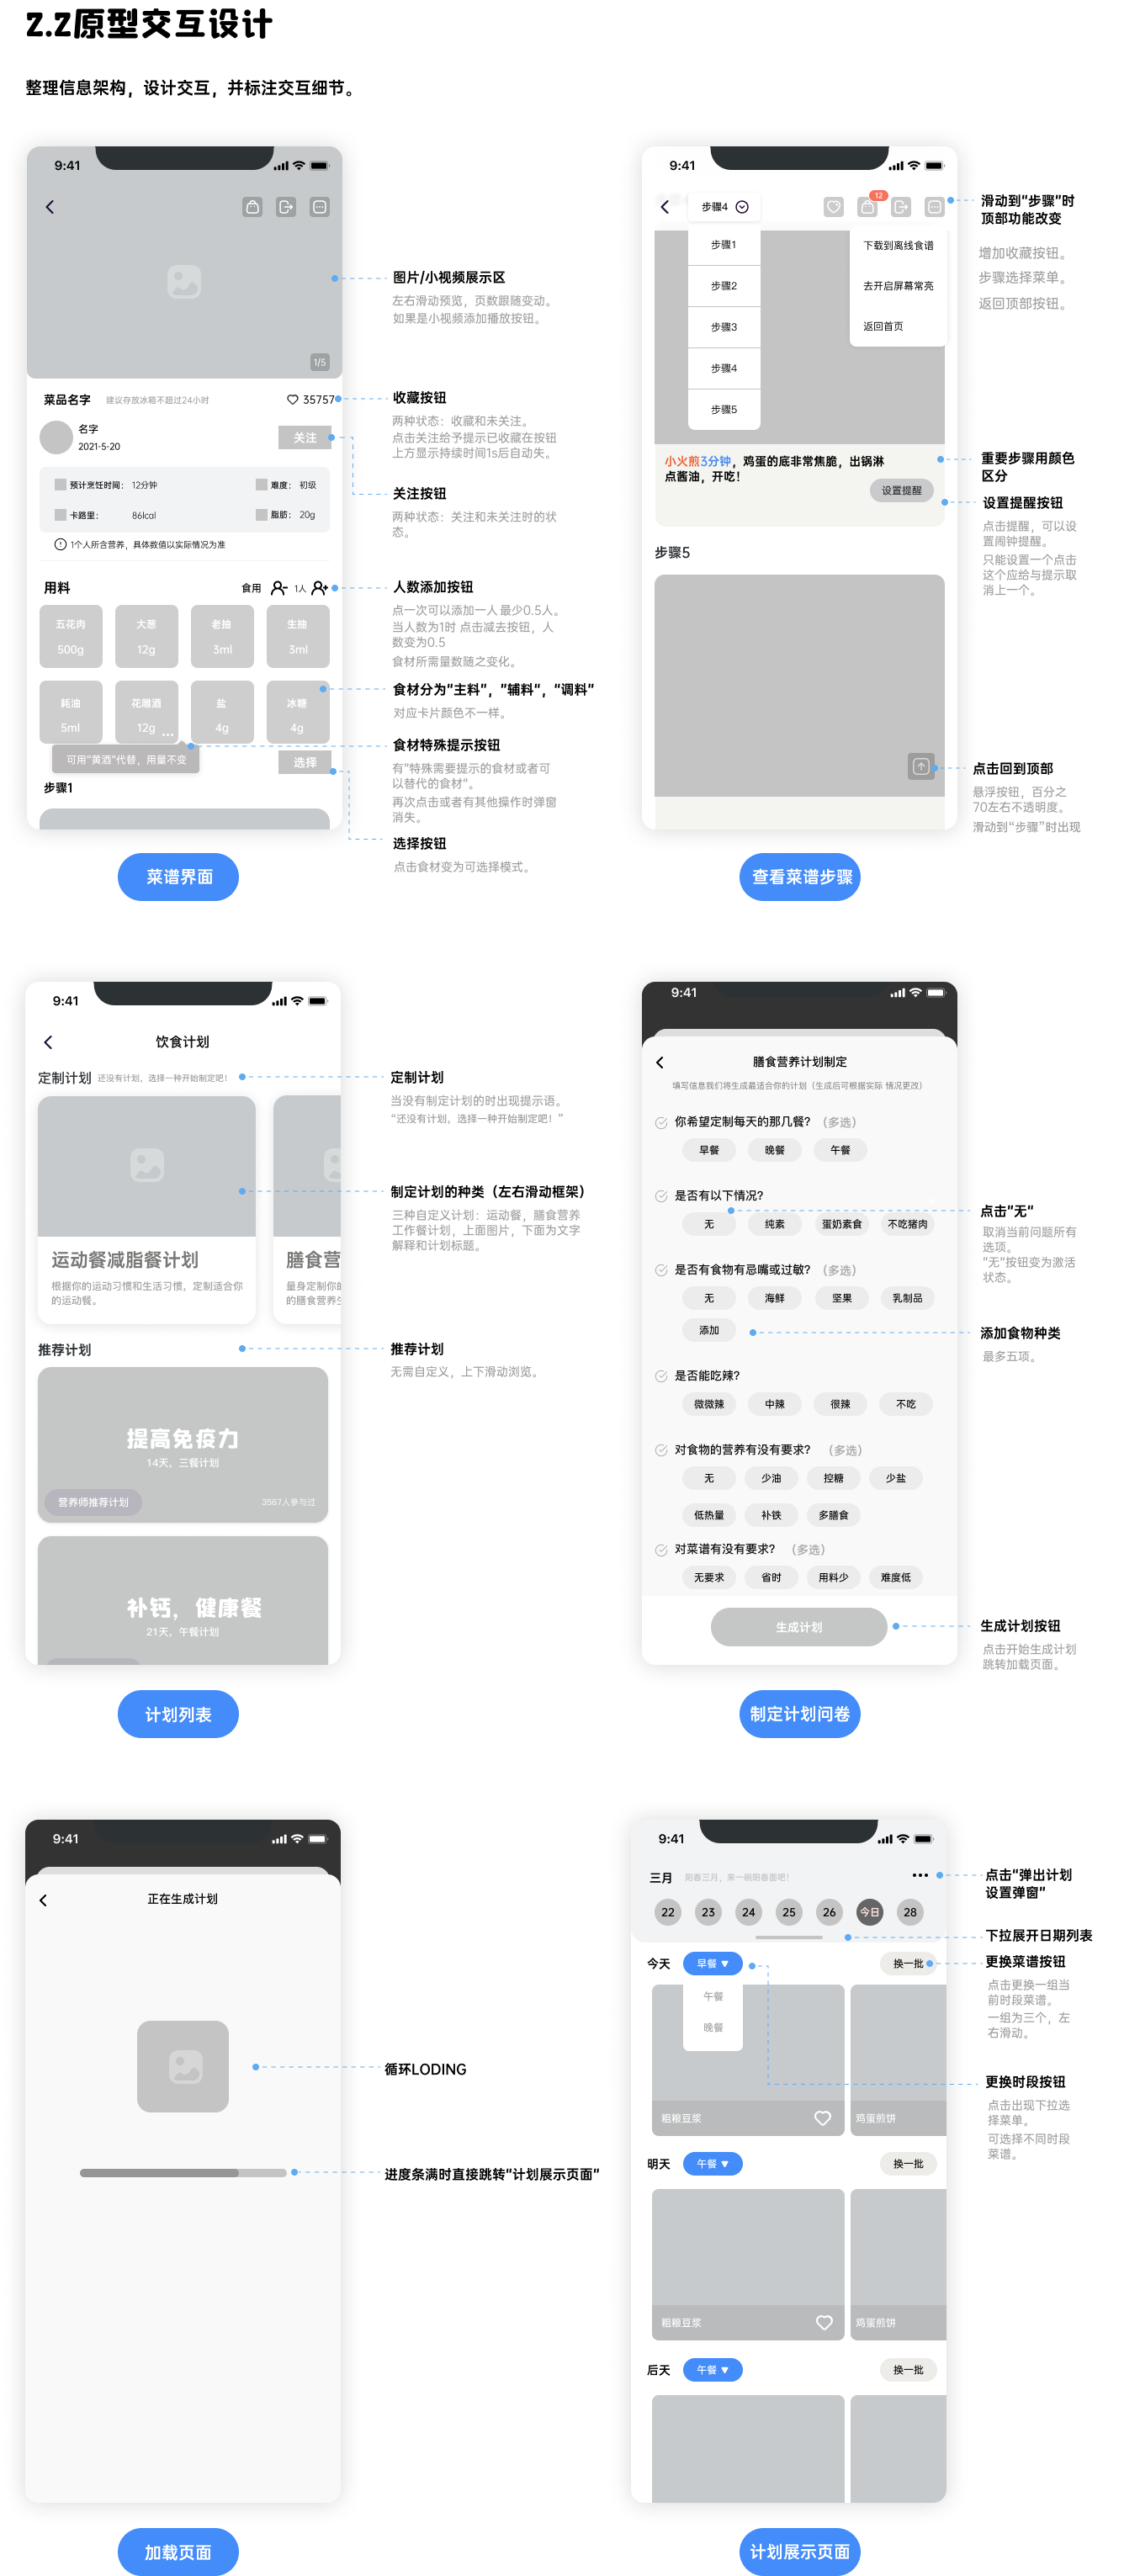 2.2原型交互设计
整理信息架构，设计交互，并标注交互细节。
9:41
1/5
菜品名字 建议存放冰箱不超过24小时 35757
名字
2021-5-20
关注
预计烹饪时间： 12分钟 难度： 初级
卡路里： 86lcal 脂肪： 20g
1个人所含营养，具体数值以实际情况为准
用料 食用 1人
五花肉 大葱 老抽 生抽
500g 12g 3ml 3ml
耗油 花雕酒 盐 冰糖
5ml 12g 4g 4g
可用“黄酒”代替，用量不变
选择
步骤1
图片/小视频展示区
左右滑动预览，页数跟随变动。
如果是小视频添加播放按钮。
收藏按钮
两种状态：收藏和未关注。
点击关注给予提示已收藏在按钮
上方显示持续时间1s后自动失。
关注按钮
两种状态：关注和未关注时的状
态。
人数添加按钮
点一次可以添加一人 最少0.5人。
当人数为1时 点击减去按钮，人
数变为0.5
食材所需量数随之变化。
食材分为”主料”，”辅料“，“调料”
对应卡片颜色不一样。
食材特殊提示按钮
有”特殊需要提示的食材或者可
以替代的食材”。
再次点击或者有其他操作时弹窗
消失。
选择按钮
点击食材变为可选择模式。
菜谱界面
9:41
步骤4
12
步骤1
步骤2
步骤3
步骤4
步骤5
下载到离线食谱
去开启屏幕常亮
返回首页
小火煎3分钟，鸡蛋的底非常焦脆，出锅淋
点酱油，开吃！
设置提醒
步骤5
滑动到”步骤”时
顶部功能改变
增加收藏按钮。
步骤选择菜单。
返回顶部按钮。
重要步骤用颜色
区分
设置提醒按钮
点击提醒，可以设
置闹钟提醒。
只能设置一个点击
这个应给与提示取
消上一个。
点击回到顶部
悬浮按钮，百分之
70左右不透明度。
滑动到“步骤”时出现
查看菜谱步骤
9:41
饮食计划
定制计划 还没有计划，选择一种开始制定吧！
运动餐减脂餐计划
根据你的运动习惯和生活习惯，定制适合你
的运动餐。
膳食营
量身定制你
的膳食营养
推荐计划
提高免疫力
14天，三餐计划
营养师推荐计划 3567人参与过
补钙，健康餐
21天，午餐计划
定制计划
当没有制定计划的时出现提示语。
“还没有计划，选择一种开始制定吧！”
制定计划的种类（左右滑动框架）
三种自定义计划：运动餐，膳食营养
工作餐计划，上面图片，下面为文字
解释和计划标题。
推荐计划
无需自定义，上下滑动浏览。
计划列表
9:41
膳食营养计划制定
填写信息我们将生成最适合你的计划（生成后可根据实际 情况更改）
你希望定制每天的那几餐？（多选）
早餐 晚餐 午餐
是否有以下情况？
无 纯素 蛋奶素食 不吃猪肉
是否有食物有忌嘴或过敏？（多选）
无 海鲜 坚果 乳制品
添加
是否能吃辣？
微微辣 中辣 很辣 不吃
对食物的营养有没有要求？（多选）
无 少油 控糖 少盐
低热量 补铁 多膳食
对菜谱有没有要求？（多选）
无要求 省时 用料少 难度低
生成计划
点击”无“
取消当前问题所有
选项。
”无”按钮变为激活
状态。
添加食物种类
最多五项。
生成计划按钮
点击开始生成计划
跳转加载页面。
制定计划问卷
9:41
正在生成计划
循环LODING
进度条满时直接跳转”计划展示页面”
加载页面
9:41
三月 阳春三月，来一碗阳春面吧！
22 23 24 25 26 今日 28
今天 早餐▼ 换一批
午餐
晚餐
粗粮豆浆 鸡蛋煎饼
明天 午餐▼ 换一批
粗粮豆浆 鸡蛋煎饼
后天 午餐▼ 换一批
点击“弹出计划
设置弹窗”
下拉展开日期列表
更换菜谱按钮
点击更换一组当
前时段菜谱。
一组为三个，左
右滑动。
更换时段按钮
点击出现下拉选
择菜单。
可选择不同时段
菜谱。
计划展示页面